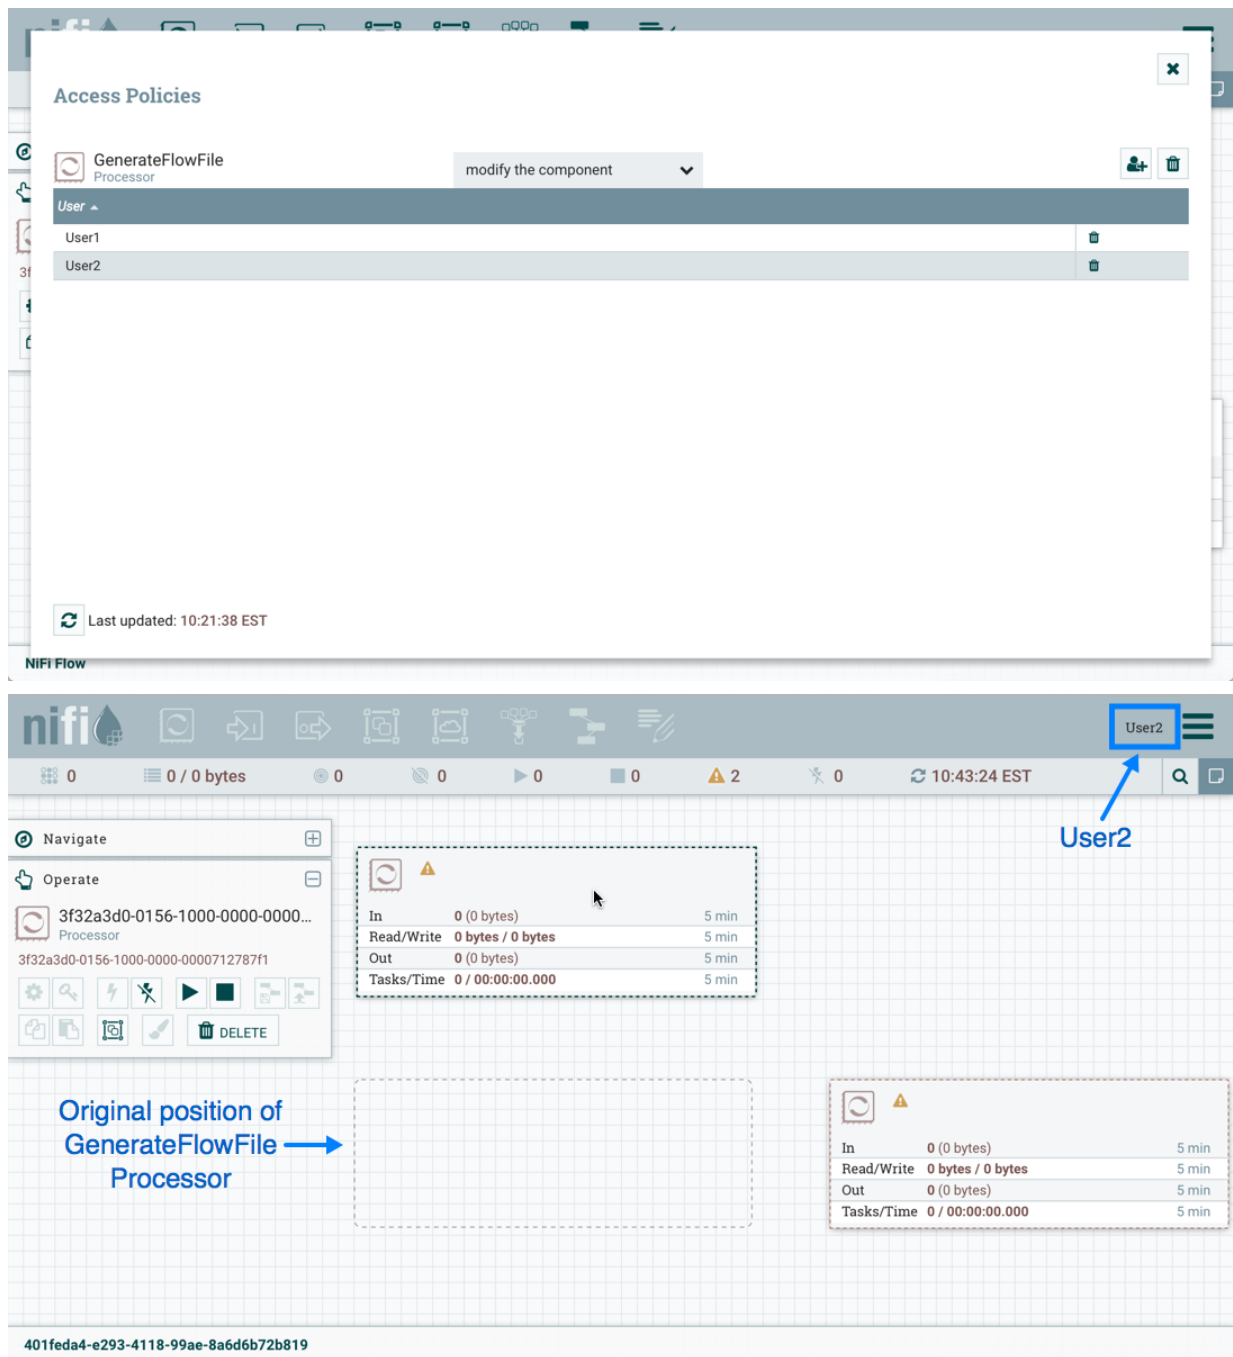 Access Policies
GenerateFlowFile
Processor
modify the component
User
User1
User2
3f
Last updated: 10:21:38 EST
NiFi Flow
nifi
User2
0
0 / 0 bytes
0
0
0
0
2
0
10:43:24 EST
User2
Navigate
Operate
3f32a3d0-0156-1000-0000-0000...
Processor
3f32a3d0-0156-1000-0000-0000712787f1
DELETE
In 0 (0 bytes) 5 min
Read/Write 0 bytes / 0 bytes 5 min
Out 0 (0 bytes) 5 min
Tasks/Time 0 / 00:00:00.000 5 min
Original position of
GenerateFlowFile
Processor
In 0 (0 bytes) 5 min
Read/Write 0 bytes / 0 bytes 5 min
Out 0 (0 bytes) 5 min
Tasks/Time 0 / 00:00:00.000 5 min
401feda4-e293-4118-99ae-8a6d6b72b819